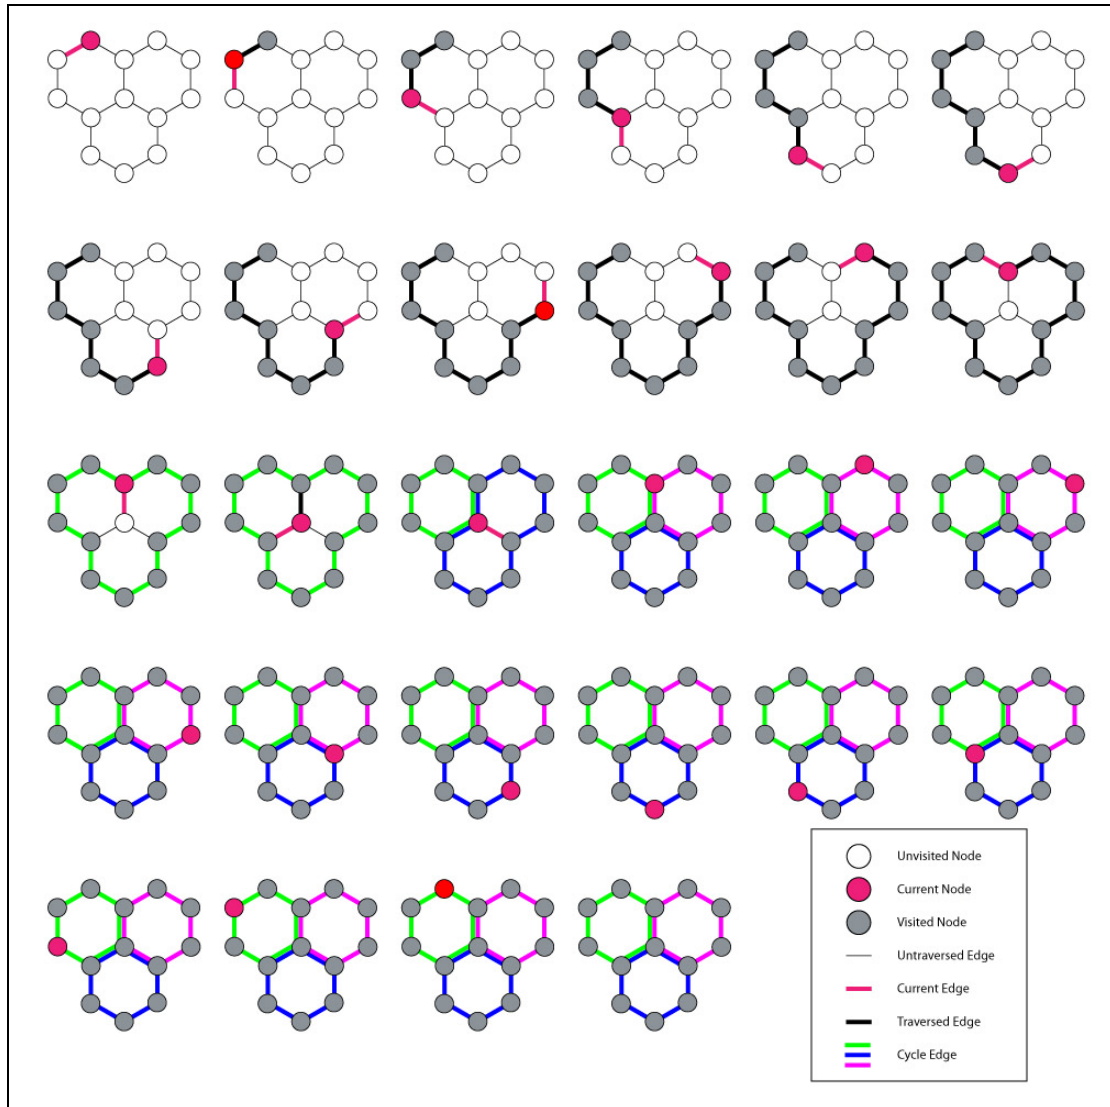 Unvisited Node
Current Node
Visited Node
Untraversed Edge
Current Edge
Traversed Edge
Cycle Edge